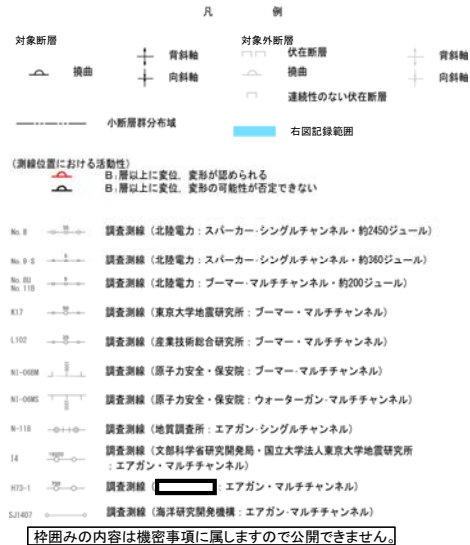 凡 例
対象断層
対象外断層
背斜軸
伏在断層
背斜軸
撓曲
向斜軸
撓曲
向斜軸
連続性のない伏在断層
小断層群分布域
右図記録範囲
(測線位置における活動性)
B₁層以上に変位、変形が認められる
B₁層以上に変位、変形の可能性が否定できない
No.8 調査測線(北陸電力:スパーカー・シングルチャンネル・約2450ジュール)
No.9-S 調査測線(北陸電力:スパーカー・シングルチャンネル・約360ジュール)
No.8U
No.11B 調査測線(北陸電力:ブーマー・マルチチャンネル・約200ジュール)
K17 調査測線(東京大学地震研究所:ブーマー・マルチチャンネル)
L102 調査測線(産業技術総合研究所:ブーマー・マルチチャンネル)
NI-06BM 調査測線(原子力安全・保安院:ブーマー・マルチチャンネル)
NI-06MS 調査測線(原子力安全・保安院:ウォーターガン・マルチチャンネル)
N-118 調査測線(地質調査所:エアガン・シングルチャンネル)
I4 調査測線(文部科学省研究開発局・国立大学法人東京大学地震研究所
:エアガン・マルチチャンネル)
H73-1 調査測線( :エアガン・マルチチャンネル)
SJ1407 調査測線(海洋研究開発機構:エアガン・マルチチャンネル)
枠囲みの内容は機密事項に属しますので公開できません。